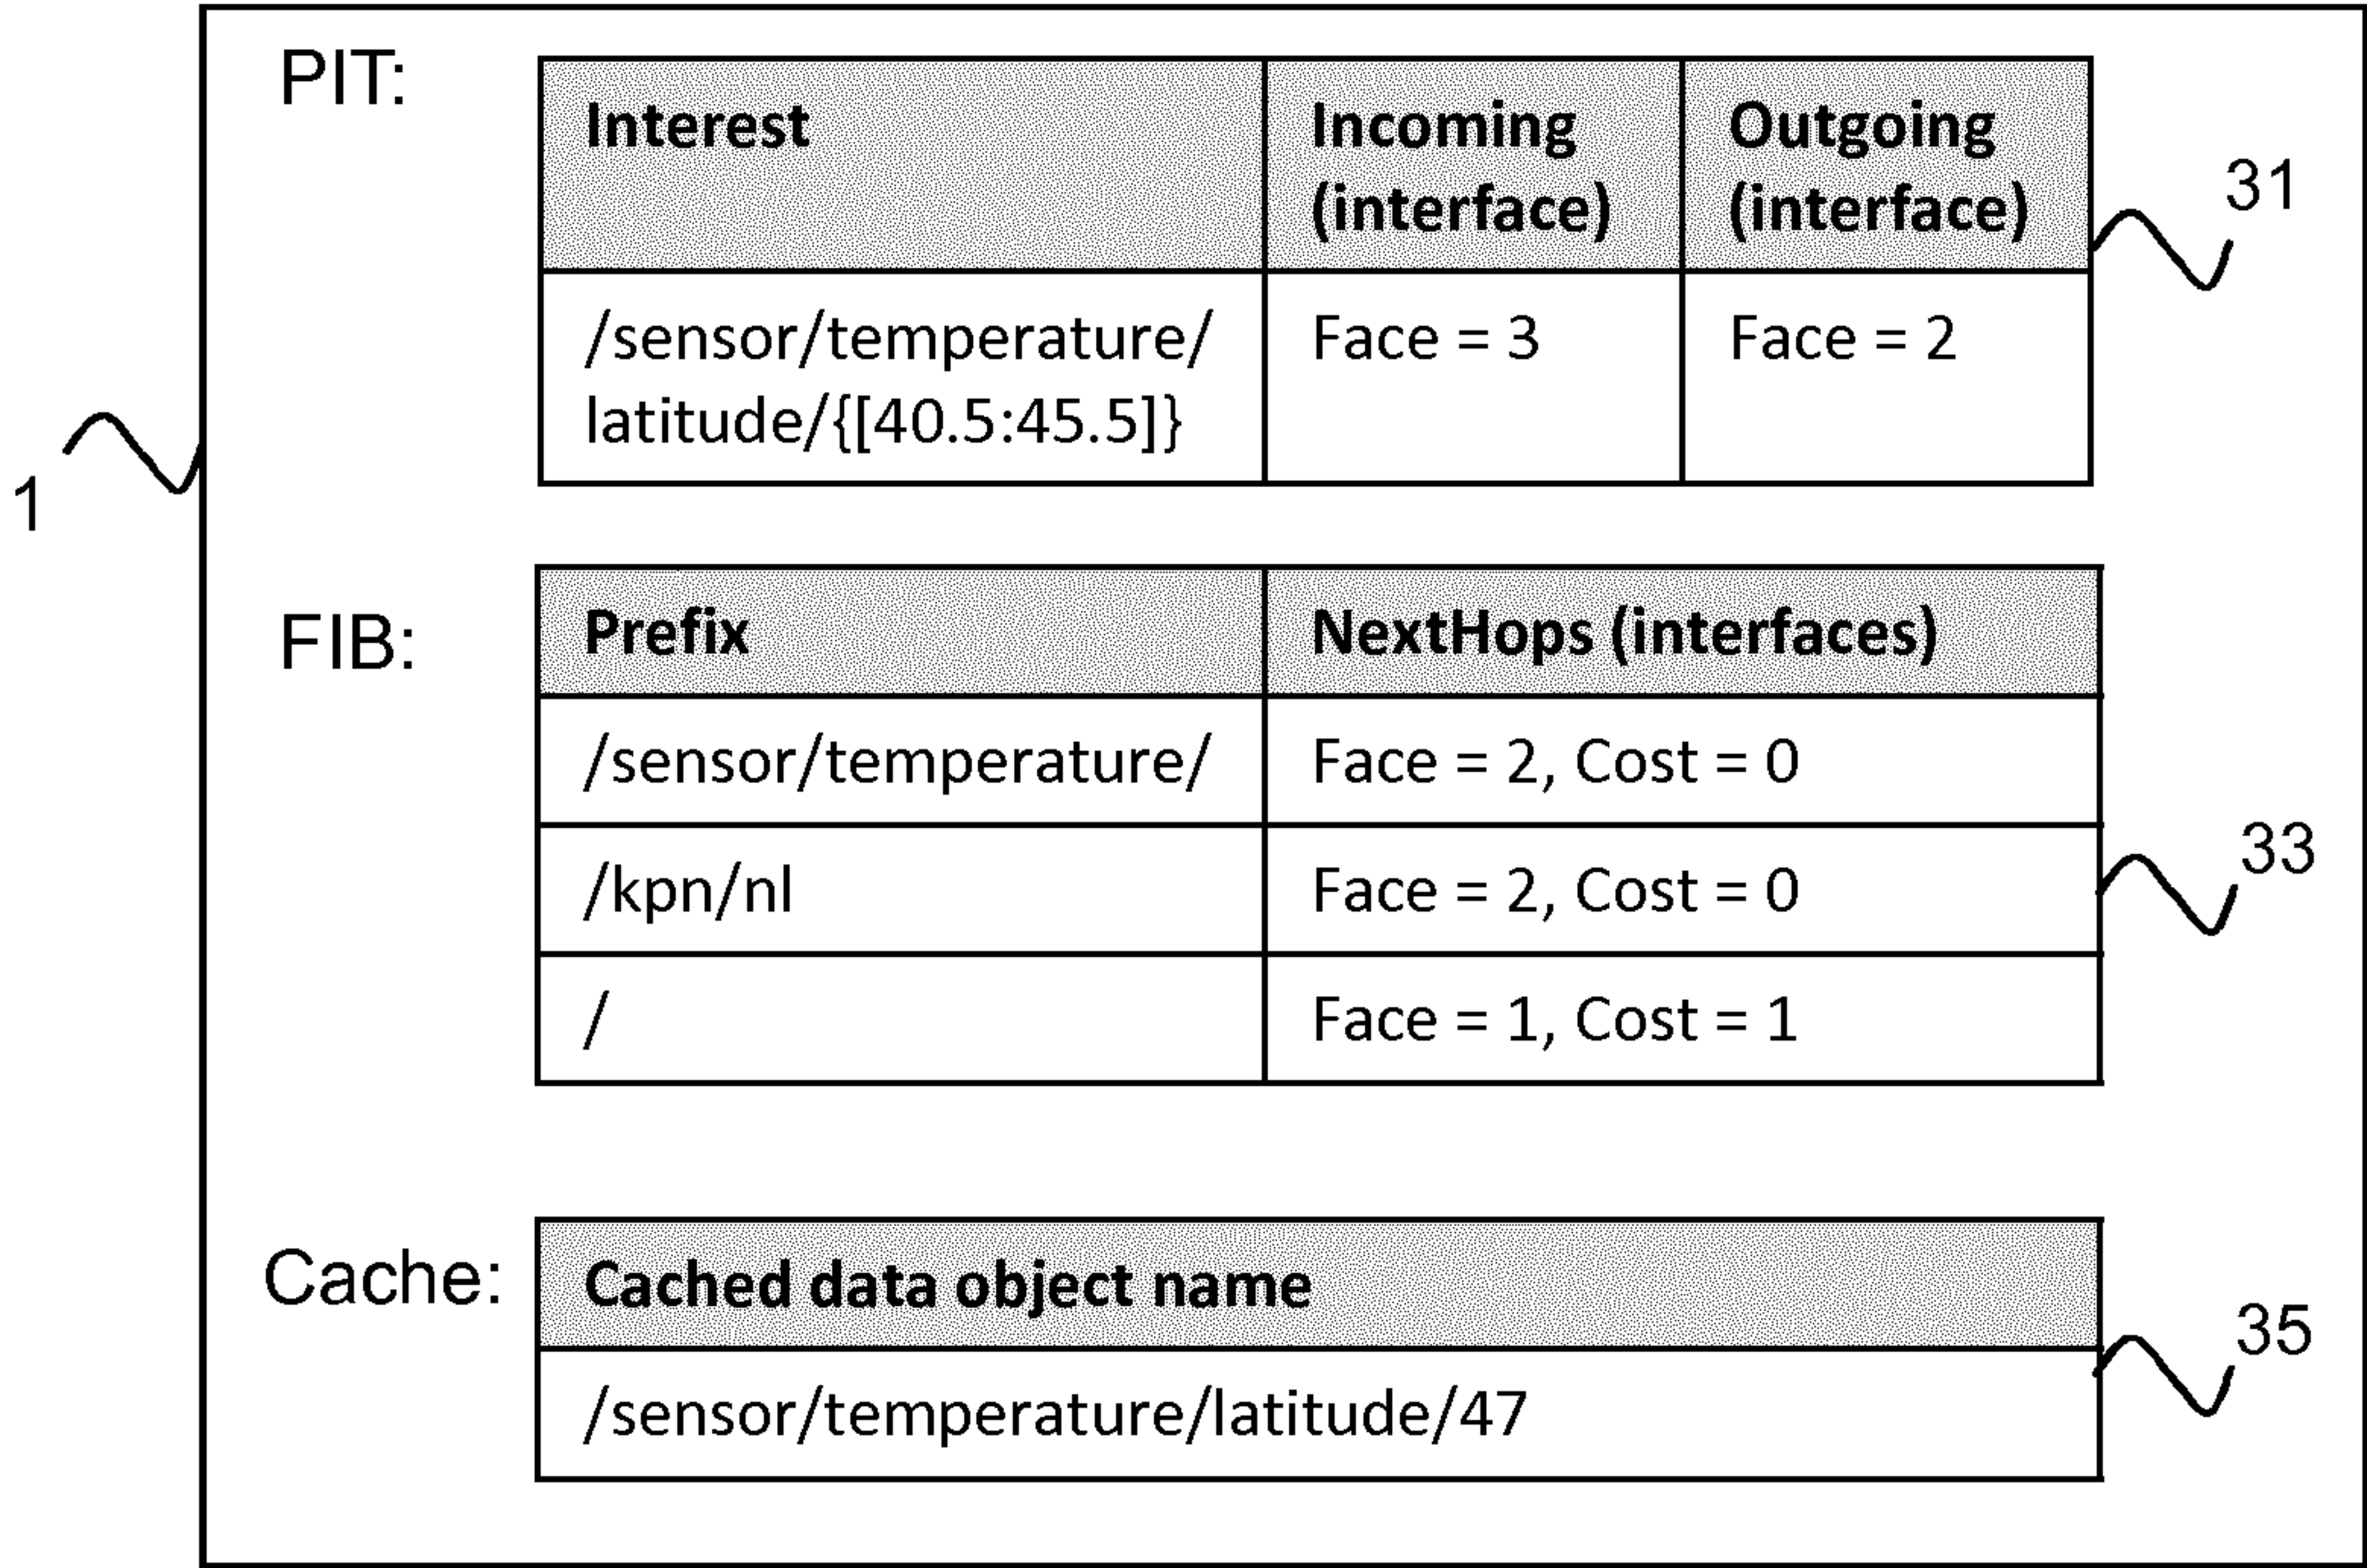 PIT:
Interest
Incoming (interface)
Outgoing (interface)
31
/sensor/temperature/
latitude/{[40.5:45.5]}
Face = 3
Face = 2
1
FIB:
Prefix
NextHops (interfaces)
/sensor/temperature/
Face = 2, Cost = 0
33
/kpn/nl
Face = 2, Cost = 0
/
Face = 1, Cost = 1
Cache:
Cached data object name
35
/sensor/temperature/latitude/47